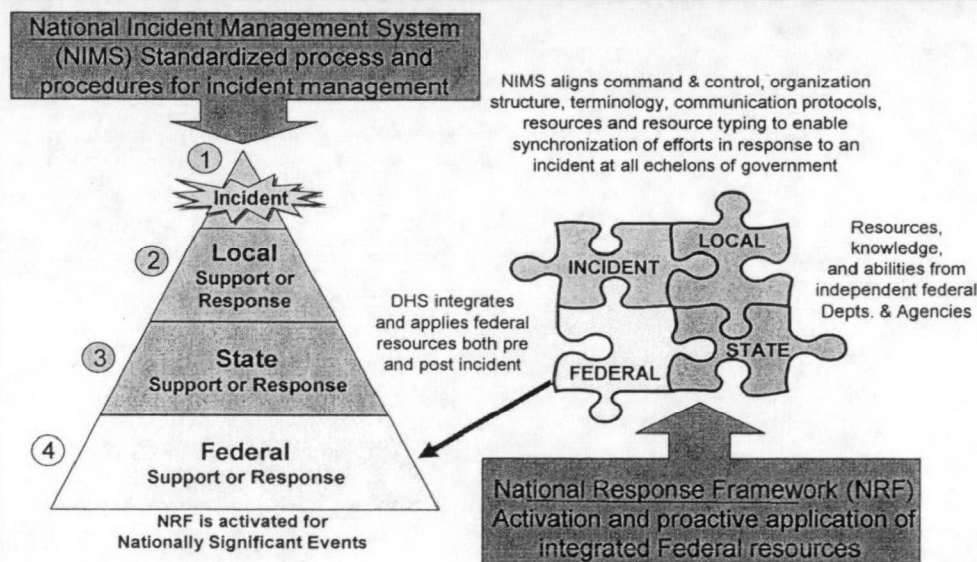 National Incident Management System
(NIMS) Standardized process and
procedures for incident management
NIMS aligns command & control, organization
structure, terminology, communication protocols,
resources and resource typing to enable
synchronization of efforts in response to an
incident at all echelons of government
1
Incident
2
Local
Support or
Response
3
State
Support or Response
4
Federal
Support or Response
NRF is activated for
Nationally Significant Events
DHS integrates
and applies federal
resources both pre
and post incident
INCIDENT
LOCAL
FEDERAL
STATE
Resources,
knowledge,
and abilities from
independent federal
Depts. & Agencies
National Response Framework (NRF)
Activation and proactive application of
integrated Federal resources